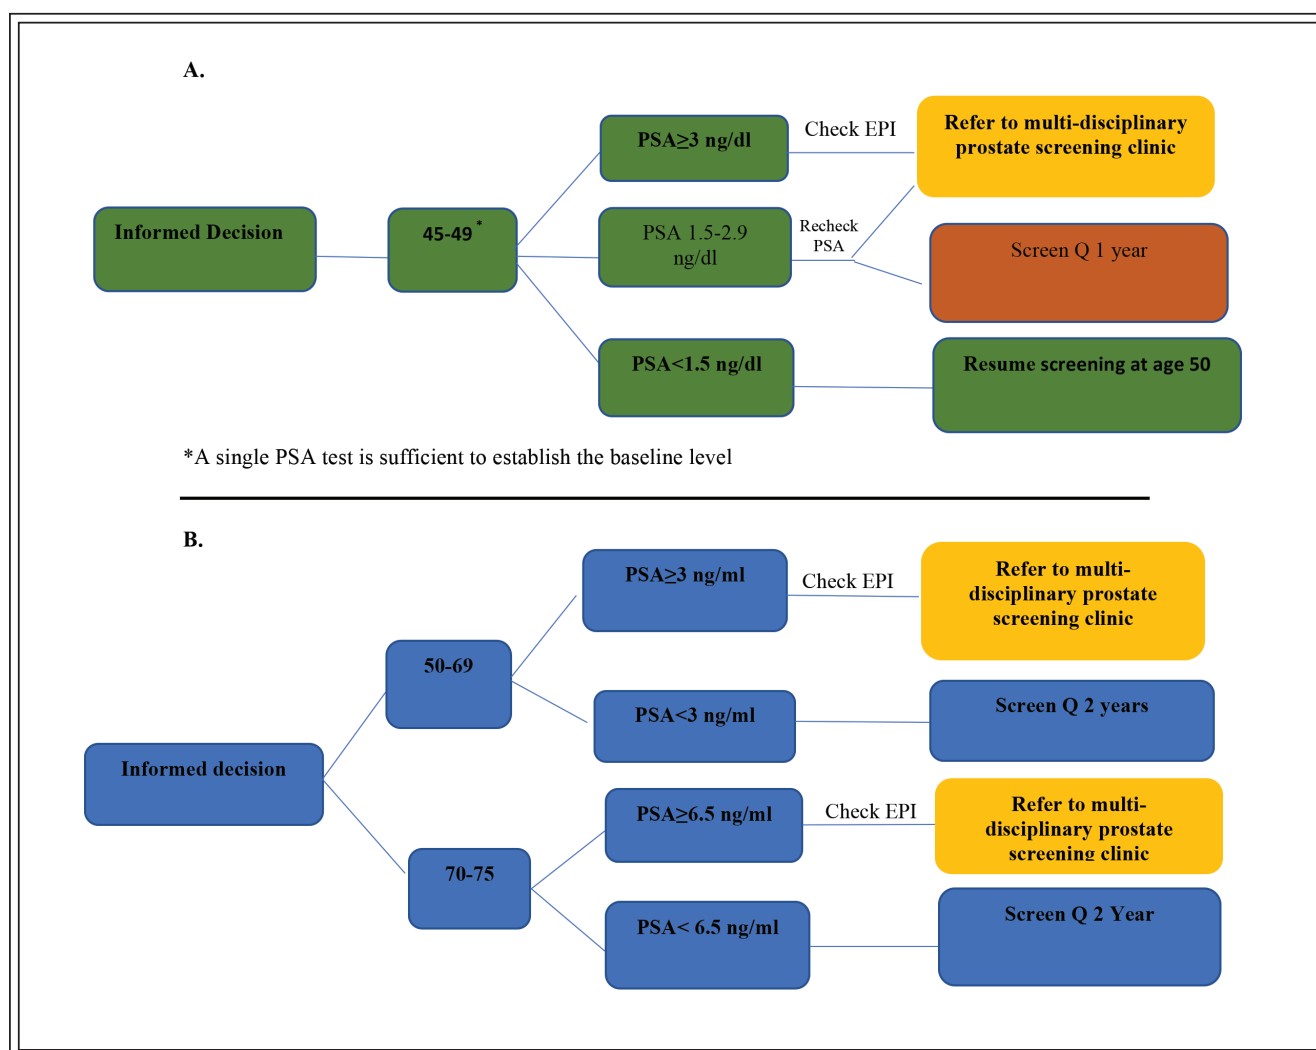 A.
Informed Decision
45-49 *
PSA≥3 ng/dl
Check EPI
Refer to multi-disciplinary
prostate screening clinic
PSA 1.5-2.9
ng/dl
Recheck
PSA
Screen Q 1 year
PSA<1.5 ng/dl
Resume screening at age 50
*A single PSA test is sufficient to establish the baseline level
B.
Informed decision
50-69
PSA≥3 ng/ml
Check EPI
Refer to multi-
disciplinary prostate
screening clinic
PSA<3 ng/ml
Screen Q 2 years
70-75
PSA≥6.5 ng/ml
Check EPI
Refer to multi-
disciplinary prostate
screening clinic
PSA< 6.5 ng/ml
Screen Q 2 Year